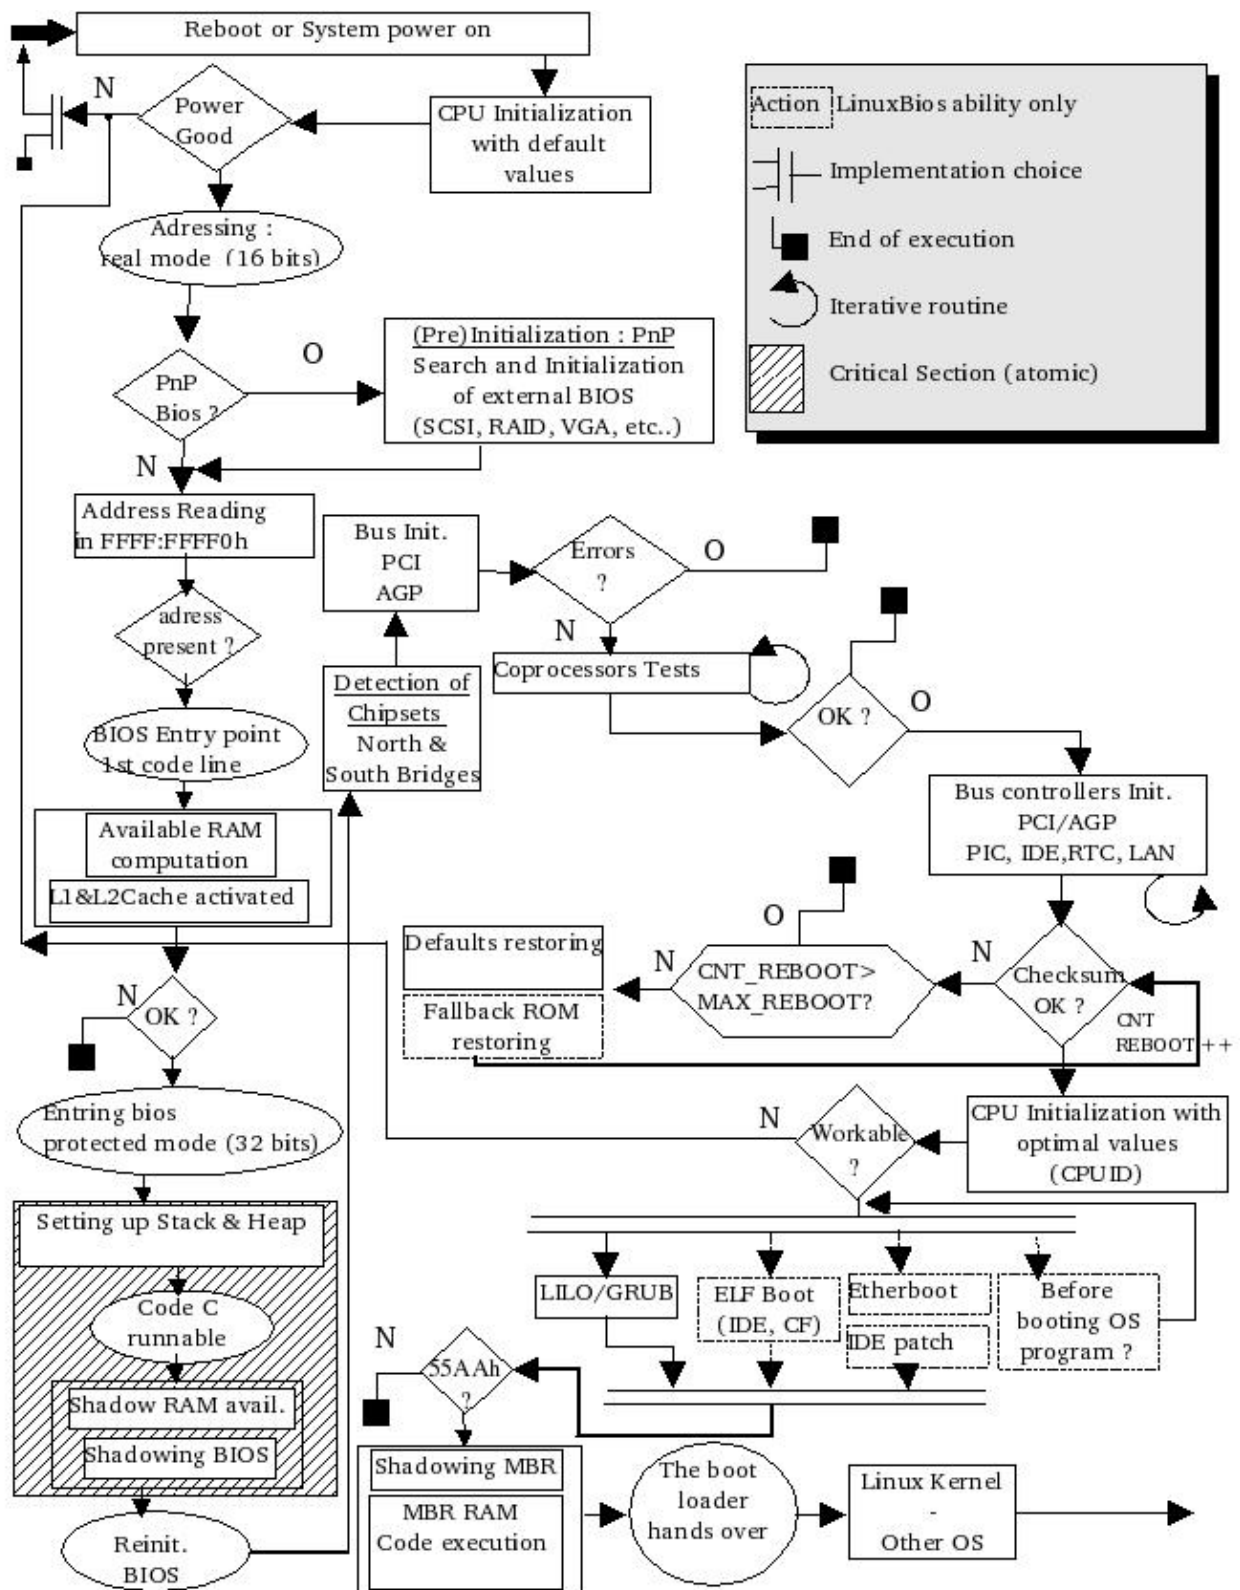 Reboot or System power on
N
Power
Good
CPU Initialization
with default
values
Action
LinuxBios ability only
Implementation choice
End of execution
Iterative routine
Critical Section (atomic)
Adressing :
real mode (16 bits)
PnP
Bios ?
O
(Pre) Initialization : PnP
Search and Initialization
of external BIOS
(SCSI, RAID, VGA, etc..)
N
Address Reading
in FFFF:FFFF0h
adress
present ?
BIOS Entry point
1st code line
Available RAM
computation
L1&L2Cache activated
N
OK ?
Entring bios
protected mode (32 bits)
Setting up Stack & Heap
Code C
runnable
Shadow RAM avail.
Shadowing BIOS
Reinit.
BIOS
Detection of
Chipsets
North &
South Bridges
Bus Init.
PCI
AGP
Errors
?
O
N
Coprocessors Tests
OK ?
O
Bus controllers Init.
PCI/AGP
PIC, IDE,RTC, LAN
Checksum
OK ?
N
CNT
REBOOT ++
CNT_REBOOT>
MAX_REBOOT?
O
N
Defaults restoring
Fallback ROM
restoring
CPU Initialization with
optimal values
(CPUID)
Workable
?
N
LILO/GRUB
ELF Boot
(IDE, CF)
Etherboot
IDE patch
Before
booting OS
program ?
55AAh
?
N
Shadowing MBR
MBR RAM
Code execution
The boot
loader
hands over
Linux Kernel
-
Other OS